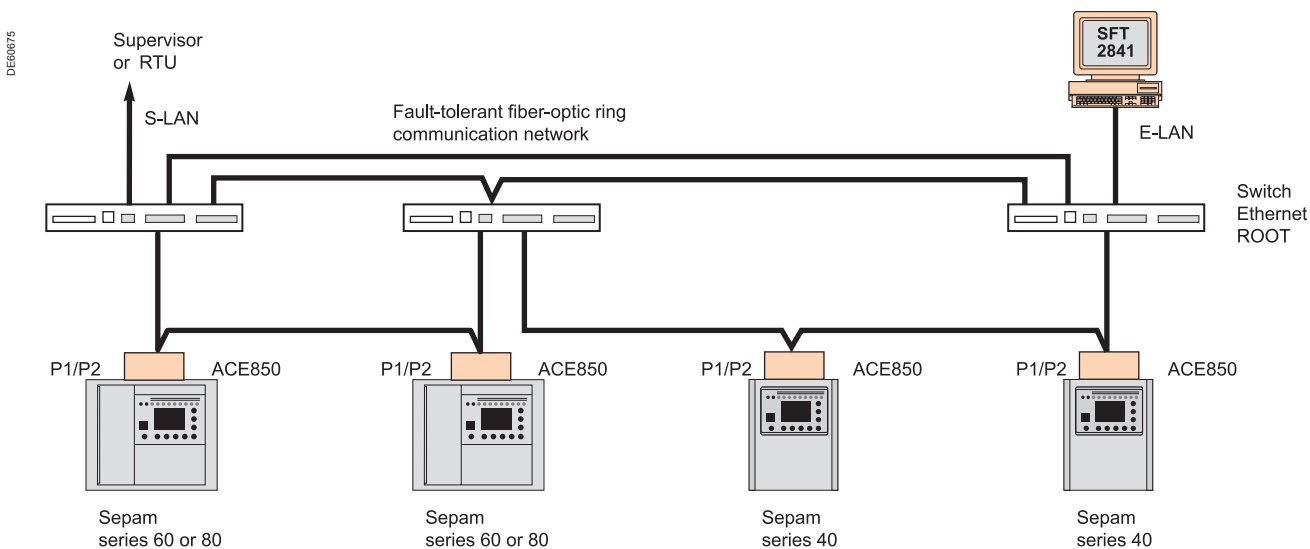 DE60675
Supervisor
or RTU
S-LAN
Fault-tolerant fiber-optic ring
communication network
SFT
2841
E-LAN
Switch
Ethernet
ROOT
P1/P2
ACE850
P1/P2
ACE850
P1/P2
ACE850
P1/P2
ACE850
Sepam
series 60 or 80
Sepam
series 60 or 80
Sepam
series 40
Sepam
series 40